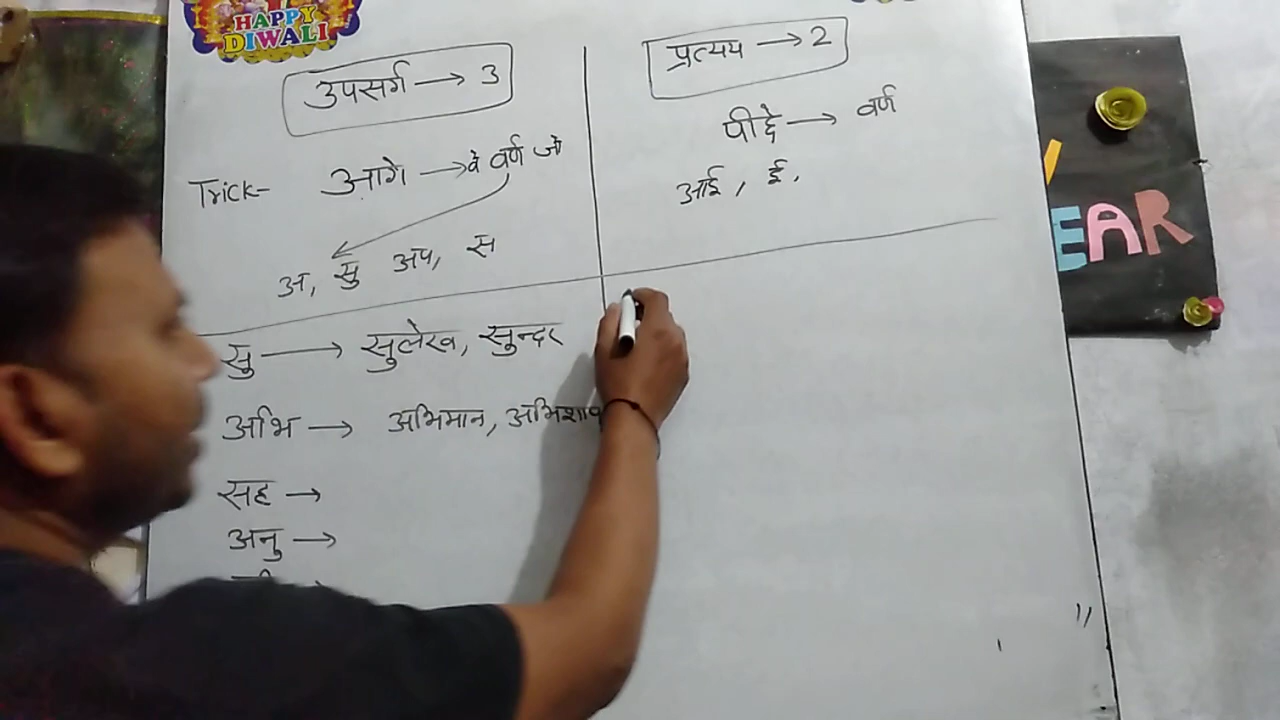 HAPPY
DIWALI
उपसर्ग → 3
Trick- आगे → वे वर्ण जो
अ, सु अप, स
प्रत्यय → 2
पीछे → वर्ण
आई, ई,
सु → सुलेख, सुन्दर
अभि → अभिमान, अभिशाप
सह →
अनु →
EAR